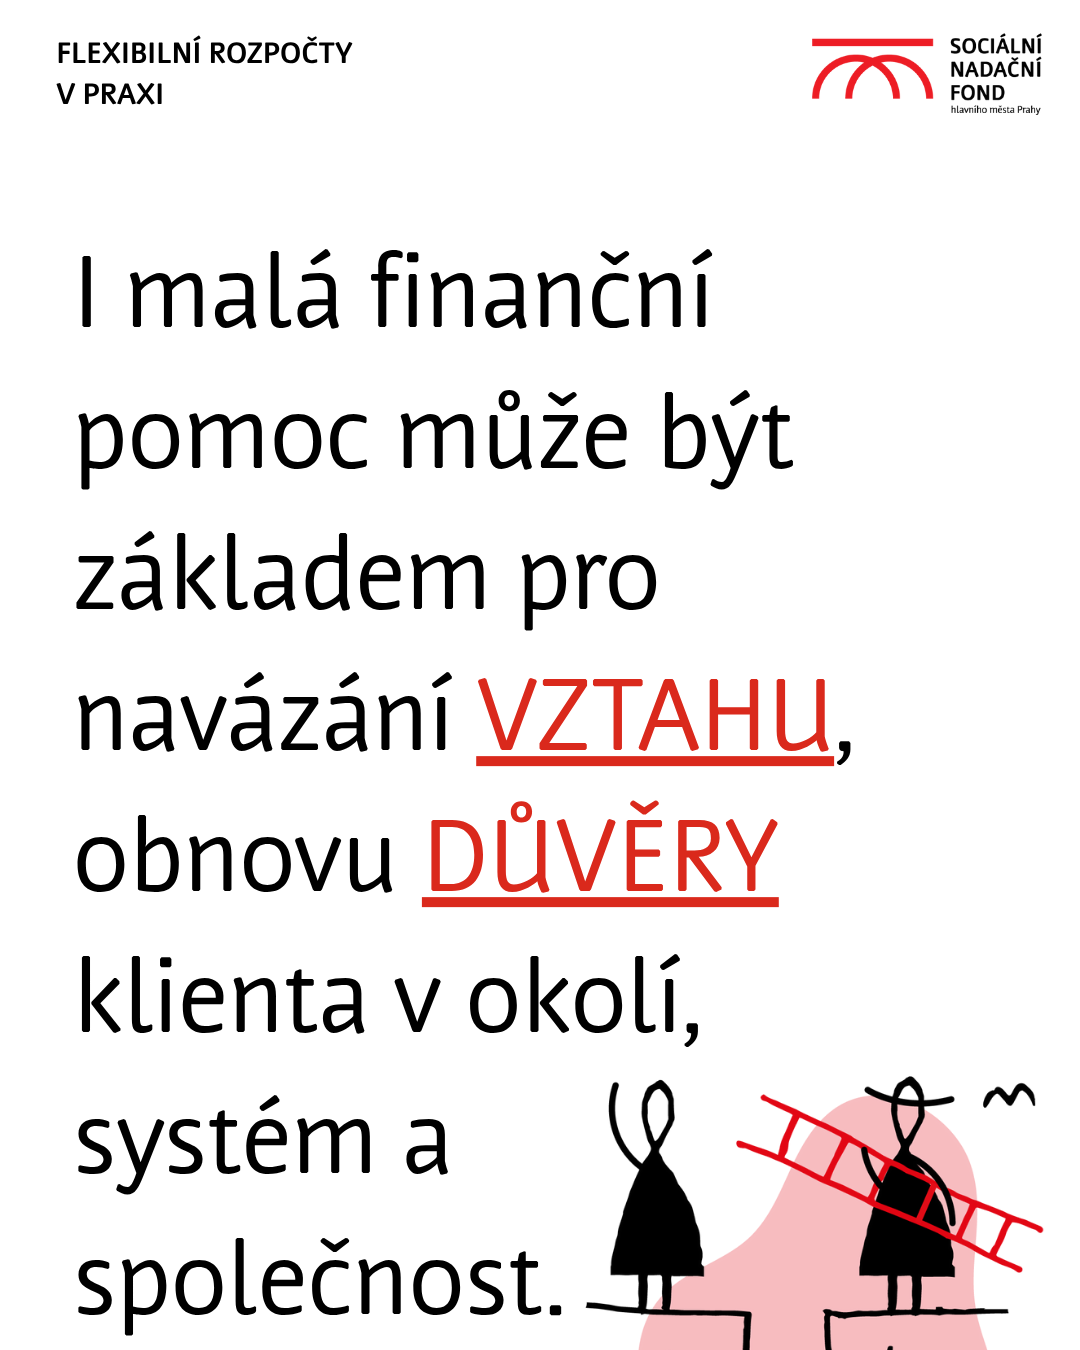 FLEXIBILNÍ ROZPOČTY
V PRAXI
SOCIÁLNÍ
NADAČNÍ
FOND
hlavního města Prahy
I malá finanční
pomoc může být
základem pro
navázání VZTAHU,
obnovu DŮVĚRY
klienta v okolí,
systém a
společnost.